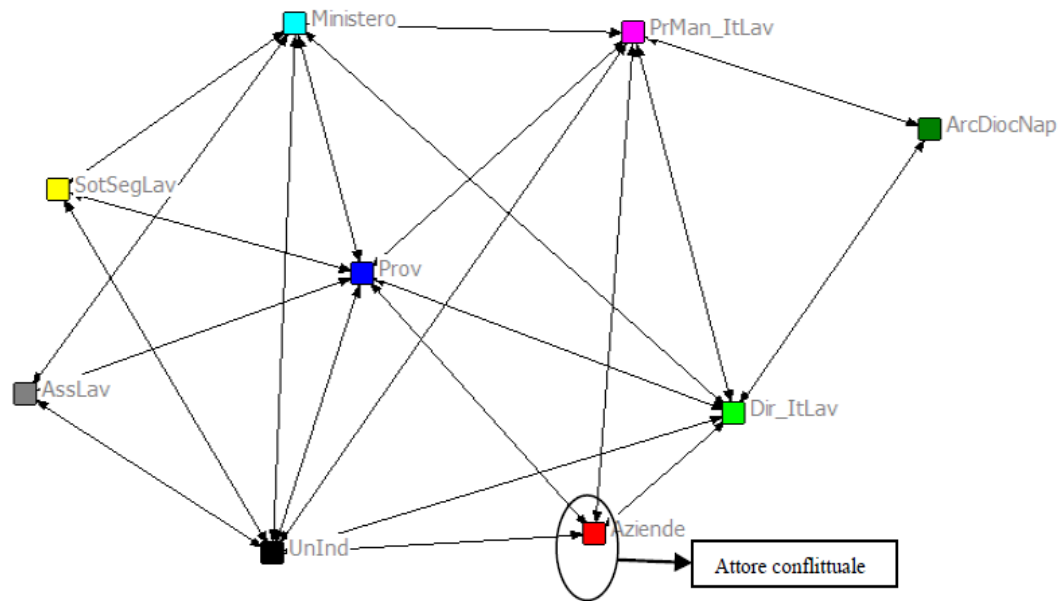 Ministero
PrMan_ItLav
ArcDiocNap
SotSegLav
Prov
AssLav
Dir_ItLav
UnInd
Aziende
Attore conflittuale